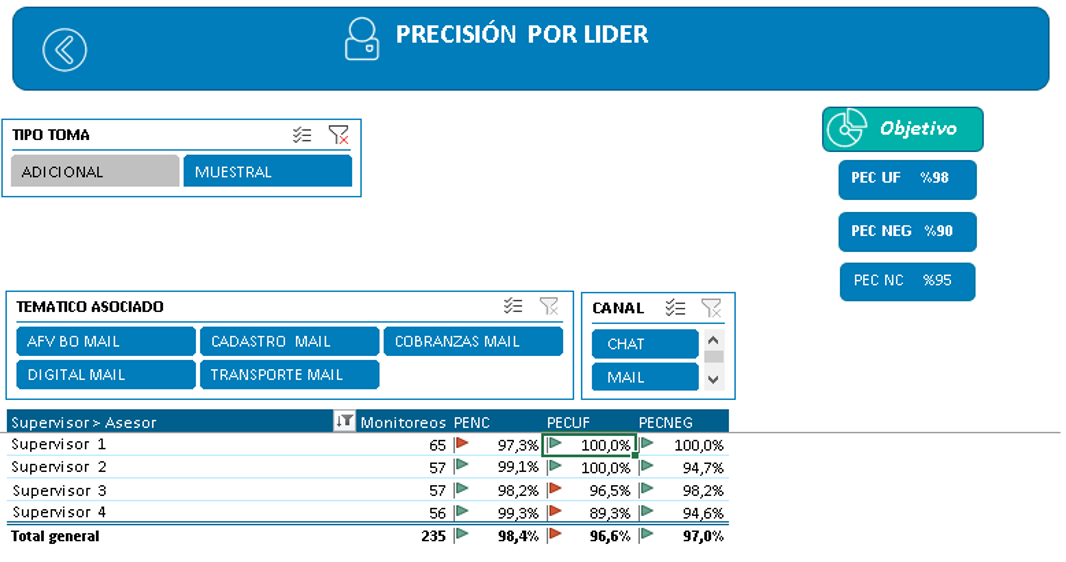 PRECISIÓN POR LIDER
TIPO TOMA
ADICIONAL MUESTRAL
Objetivo
PEC UF %98
PEC NEG %90
PEC NC %95
TEMATICO ASOCIADO
AFV BO MAIL CADASTRO MAIL COBRANZAS MAIL
DIGITAL MAIL TRANSPORTE MAIL
CANAL
CHAT
MAIL
Supervisor > Asesor Monitoreos PENC PECUF PECNEG
Supervisor 1 65 97,3% 100,0% 100,0%
Supervisor 2 57 99,1% 100,0% 94,7%
Supervisor 3 57 98,2% 96,5% 98,2%
Supervisor 4 56 99,3% 89,3% 94,6%
Total general 235 98,4% 96,6% 97,0%